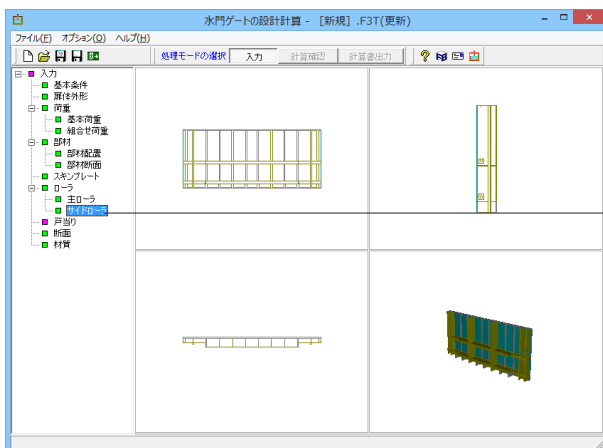 水門ゲートの設計計算 - [新規] .F3T(更新)
ファイル(F) オプション(O) ヘルプ(H)
処理モードの選択 入力 計算確認 計算書出力
入力
基本条件
扉体外形
荷重
基本荷重
組合せ荷重
部材
部材配置
部材断面
スキンプレート
ローラ
主ローラ
サイドローラ
戸当り
断面
材質